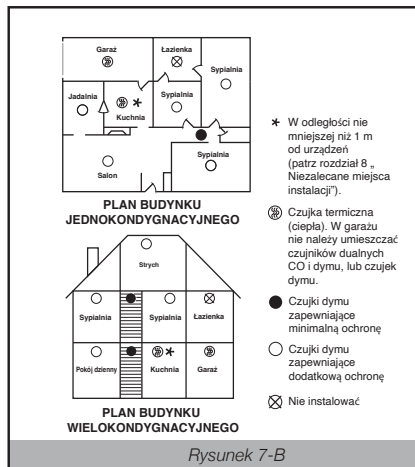 Garaż
Łazienka
Sypialnia
Jadalnia
Kuchnia
*
Sypialnia
Salon
Sypialnia
PLAN BUDYNKU
JEDNOKONDYGNACYJNEGO
Strych
Sypialnia
Sypialnia
Łazienka
Pokój dzienny
*
Kuchnia
Garaż
PLAN BUDYNKU
WIELOKONDYGNACYJNEGO
* W odległości nie
mniejszej niż 1 m
od urządzeń
(patrz rozdział 8 „
Niezalecane miejsca
instalacji”).
Czujka termiczna
(ciepła). W garażu
nie należy umieszczać
czujników dualnych
CO i dymu, lub czujek
dymu.
Czujki dymu
zapewniające
minimalną ochronę
Czujki dymu
zapewniające
dodatkową ochronę
Nie instalować
Rysunek 7-B